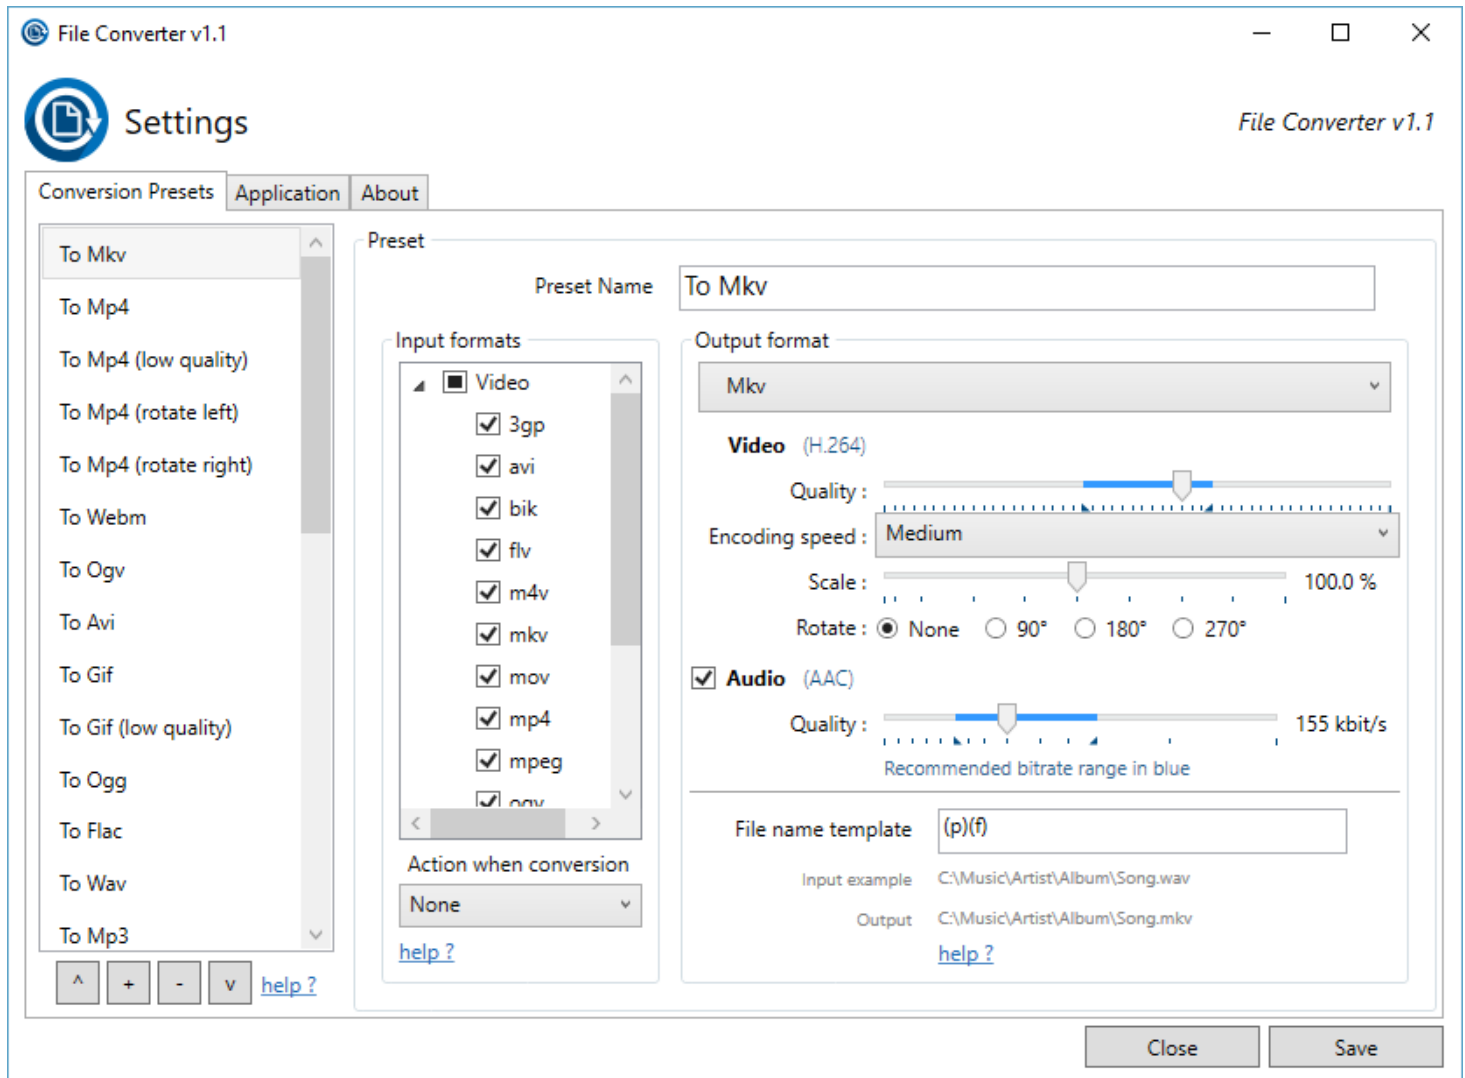 File Converter v1.1
Settings
File Converter v1.1
Conversion Presets
Application
About
To Mkv
To Mp4
To Mp4 (low quality)
To Mp4 (rotate left)
To Mp4 (rotate right)
To Webm
To Ogv
To Avi
To Gif
To Gif (low quality)
To Ogg
To Flac
To Wav
To Mp3
^
+
-
v
help ?
Preset
Preset Name
To Mkv
Input formats
Video
3gp
avi
bik
flv
m4v
mkv
mov
mp4
mpeg
ogv
Action when conversion
None
help ?
Output format
Mkv
Video (H.264)
Quality :
Encoding speed : Medium
Scale : 100.0 %
Rotate : None 90° 180° 270°
Audio (AAC)
Quality : 155 kbit/s
Recommended bitrate range in blue
File name template (p)(f)
Input example C:\Music\Artist\Album\Song.wav
Output C:\Music\Artist\Album\Song.mkv
help ?
Close
Save